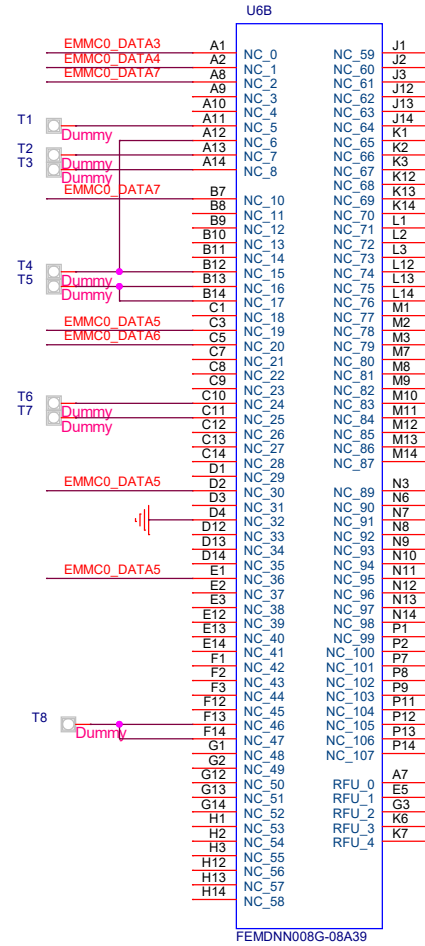 U6B
EMMC0_DATA3
EMMC0_DATA4
EMMC0_DATA7
T1
Dummy
T2
Dummy
T3
Dummy
EMMC0_DATA7
T4
Dummy
T5
Dummy
EMMC0_DATA5
EMMC0_DATA6
T6
Dummy
T7
Dummy
EMMC0_DATA5
EMMC0_DATA5
T8
Dummy
A1 NC_0
A2 NC_1
A8 NC_2
A9 NC_3
A10 NC_4
A11 NC_5
A12 NC_6
A13 NC_7
A14 NC_8
B7 NC_10
B8 NC_11
B9 NC_12
B10 NC_13
B11 NC_14
B12 NC_15
B13 NC_16
B14 NC_17
C1 NC_18
C3 NC_19
C5 NC_20
C7 NC_21
C8 NC_22
C9 NC_23
C10 NC_24
C11 NC_25
C12 NC_26
C13 NC_27
C14 NC_28
D1 NC_29
D2 NC_30
D3 NC_31
D4 NC_32
D12 NC_33
D13 NC_34
D14 NC_35
E1 NC_36
E2 NC_37
E3 NC_38
E12 NC_39
E13 NC_40
E14 NC_41
F1 NC_42
F2 NC_43
F3 NC_44
F12 NC_45
F13 NC_46
F14 NC_47
G1 NC_48
G2 NC_49
G12 NC_50
G13 NC_51
G14 NC_52
H1 NC_53
H2 NC_54
H3 NC_55
H12 NC_56
H13 NC_57
H14 NC_58
NC_59 J1
NC_60 J2
NC_61 J3
NC_62 J12
NC_63 J13
NC_64 J14
NC_65 K1
NC_66 K2
NC_67 K3
NC_68 K12
NC_69 K13
NC_70 K14
NC_71 L1
NC_72 L2
NC_73 L3
NC_74 L12
NC_75 L13
NC_76 L14
NC_77 M1
NC_78 M2
NC_79 M3
NC_80 M7
NC_81 M8
NC_82 M9
NC_83 M10
NC_84 M11
NC_85 M12
NC_86 M13
NC_87 M14
NC_89 N3
NC_90 N6
NC_91 N7
NC_92 N8
NC_93 N9
NC_94 N10
NC_95 N11
NC_96 N12
NC_97 N13
NC_98 N14
NC_99 P1
NC_100 P2
NC_101 P7
NC_102 P8
NC_103 P9
NC_104 P11
NC_105 P12
NC_106 P13
NC_107 P14
RFU_0 A7
RFU_1 E5
RFU_2 G3
RFU_3 K6
RFU_4 K7
FEMDNN008G-08A39